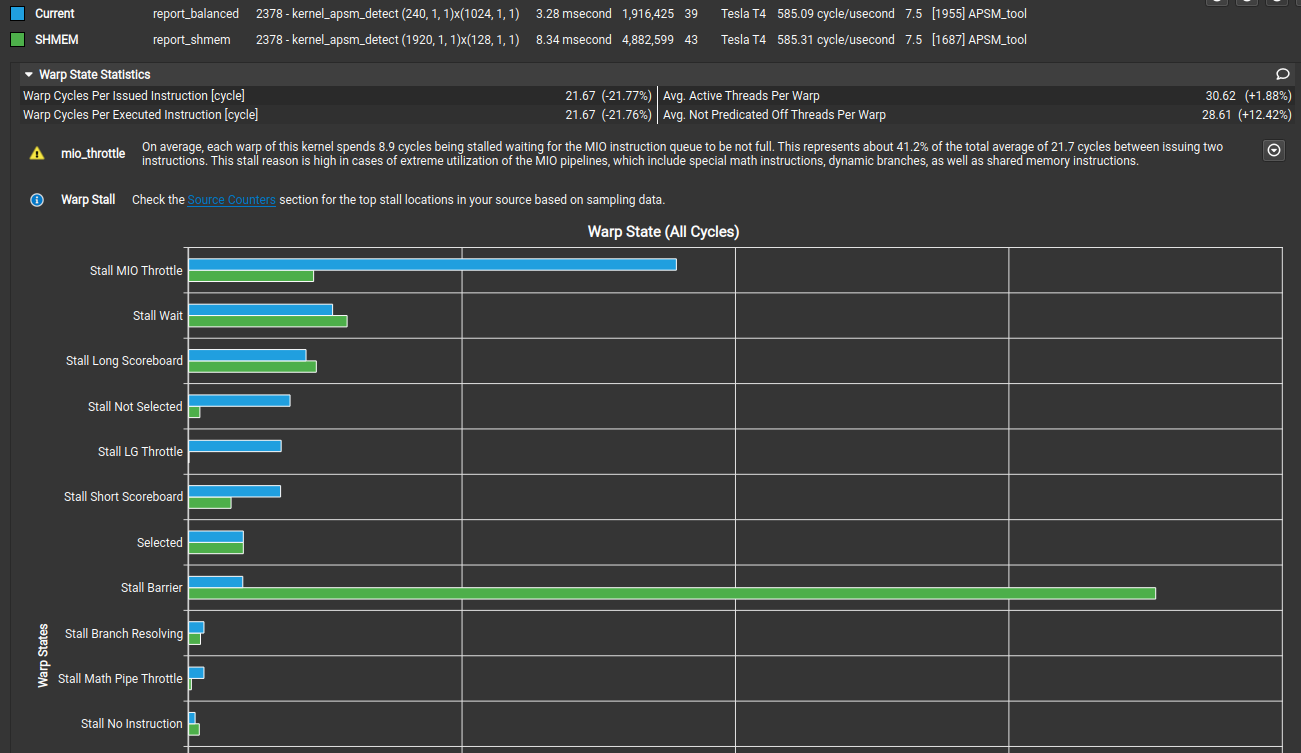 Current report_balanced 2378 - kernel_apsm_detect (240, 1, 1)x(1024, 1, 1) 3.28 msecond 1,916,425 39 Tesla T4 585.09 cycle/usecond 7.5 [1955] APSM_tool
SHMEM report_shmem 2378 - kernel_apsm_detect (1920, 1, 1)x(128, 1, 1) 8.34 msecond 4,882,599 43 Tesla T4 585.31 cycle/usecond 7.5 [1687] APSM_tool
Warp State Statistics
Warp Cycles Per Issued Instruction [cycle] 21.67 (-21.77%) Avg. Active Threads Per Warp 30.62 (+1.88%)
Warp Cycles Per Executed Instruction [cycle] 21.67 (-21.76%) Avg. Not Predicated Off Threads Per Warp 28.61 (+12.42%)
mio_throttle On average, each warp of this kernel spends 8.9 cycles being stalled waiting for the MIO instruction queue to be not full. This represents about 41.2% of the total average of 21.7 cycles between issuing two
instructions. This stall reason is high in cases of extreme utilization of the MIO pipelines, which include special math instructions, dynamic branches, as well as shared memory instructions.
Warp Stall Check the Source Counters section for the top stall locations in your source based on sampling data.
Warp State (All Cycles)
Stall MIO Throttle
Stall Wait
Stall Long Scoreboard
Stall Not Selected
Stall LG Throttle
Stall Short Scoreboard
Selected
Stall Barrier
Stall Branch Resolving
Stall Math Pipe Throttle
Stall No Instruction
Warp States